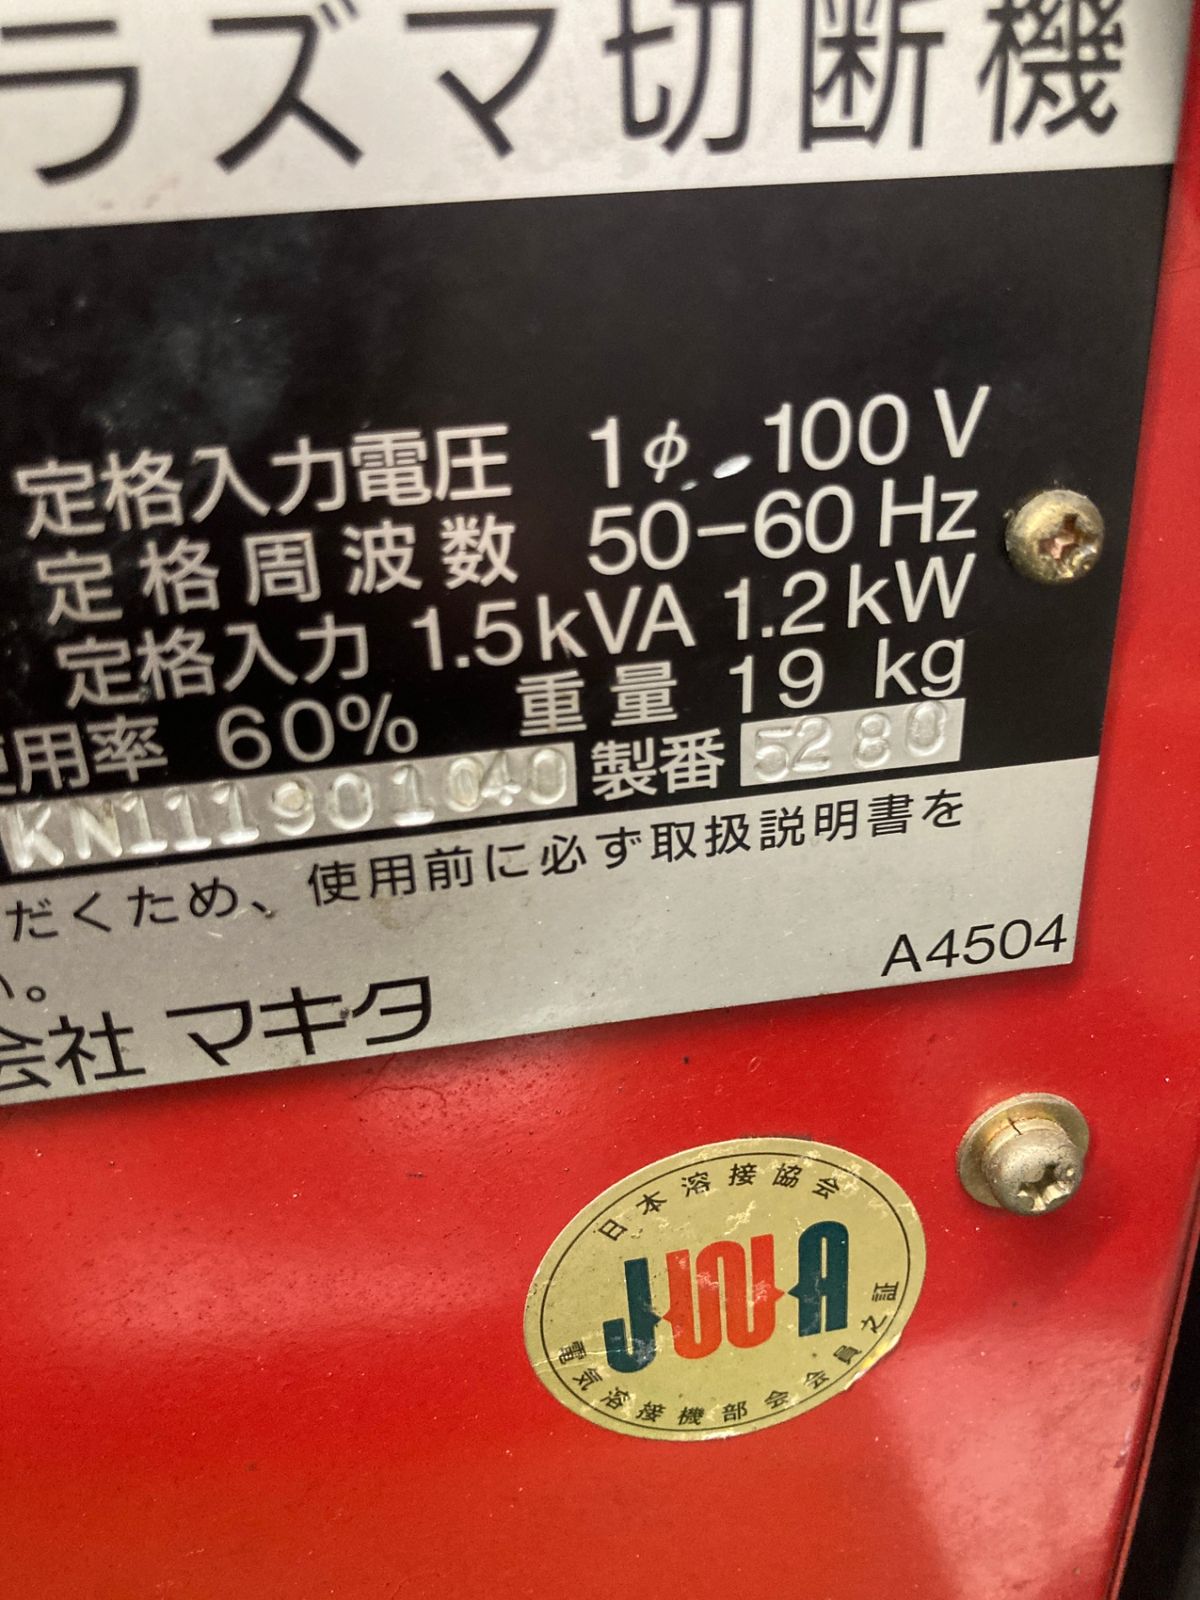 ラズマ切断機
定格入力電圧 1φ 100 V
定格周波数 50-60 Hz
定格入力 1.5kVA 1.2kW
使用率 60% 重量 19 kg
KN111901040 製番 5280
だくため、使用前に必ず取扱説明書を
い。
A4504
会社 マキタ
日本溶接協会
JWA
電気溶接機部会会員之証